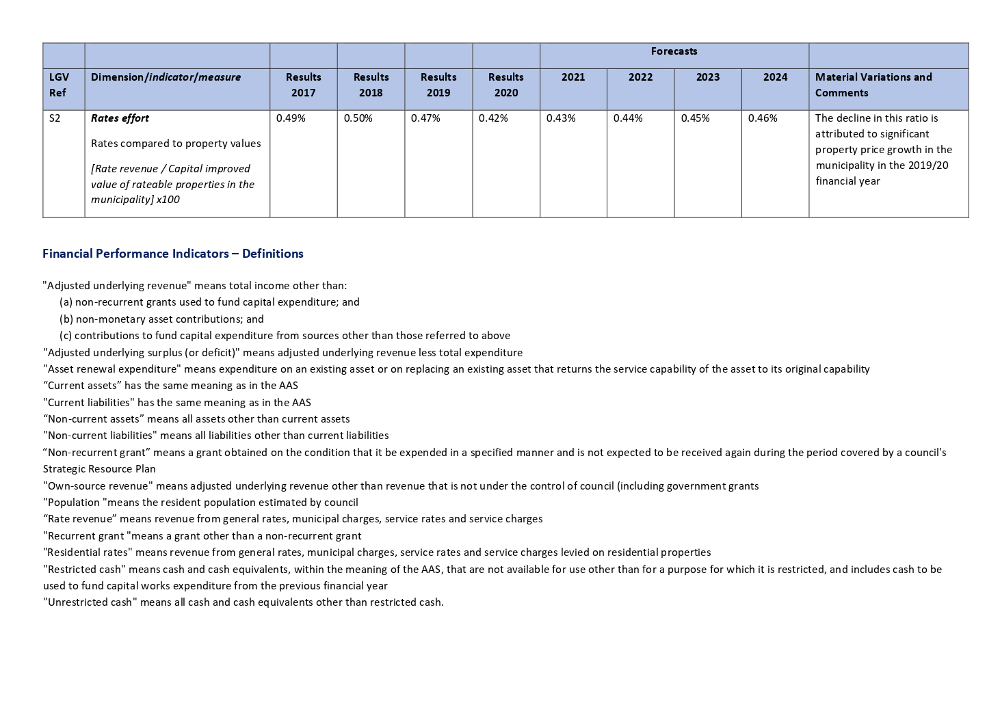 Forecasts
LGV Ref
Dimension/indicator/measure
Results 2017
Results 2018
Results 2019
Results 2020
2021
2022
2023
2024
Material Variations and Comments
S2
Rates effort
Rates compared to property values
[Rate revenue / Capital improved
value of rateable properties in the
municipality] x100
0.49%
0.50%
0.47%
0.42%
0.43%
0.44%
0.45%
0.46%
The decline in this ratio is
attributed to significant
property price growth in the
municipality in the 2019/20
financial year
Financial Performance Indicators – Definitions
"Adjusted underlying revenue" means total income other than:
(a) non-recurrent grants used to fund capital expenditure; and
(b) non-monetary asset contributions; and
(c) contributions to fund capital expenditure from sources other than those referred to above
"Adjusted underlying surplus (or deficit)" means adjusted underlying revenue less total expenditure
"Asset renewal expenditure" means expenditure on an existing asset or on replacing an existing asset that returns the service capability of the asset to its original capability
“Current assets” has the same meaning as in the AAS
"Current liabilities" has the same meaning as in the AAS
“Non-current assets” means all assets other than current assets
"Non-current liabilities" means all liabilities other than current liabilities
“Non-recurrent grant” means a grant obtained on the condition that it be expended in a specified manner and is not expected to be received again during the period covered by a council's
Strategic Resource Plan
"Own-source revenue" means adjusted underlying revenue other than revenue that is not under the control of council (including government grants
"Population "means the resident population estimated by council
“Rate revenue” means revenue from general rates, municipal charges, service rates and service charges
"Recurrent grant "means a grant other than a non-recurrent grant
"Residential rates" means revenue from general rates, municipal charges, service rates and service charges levied on residential properties
"Restricted cash" means cash and cash equivalents, within the meaning of the AAS, that are not available for use other than for a purpose for which it is restricted, and includes cash to be
used to fund capital works expenditure from the previous financial year
"Unrestricted cash" means all cash and cash equivalents other than restricted cash.